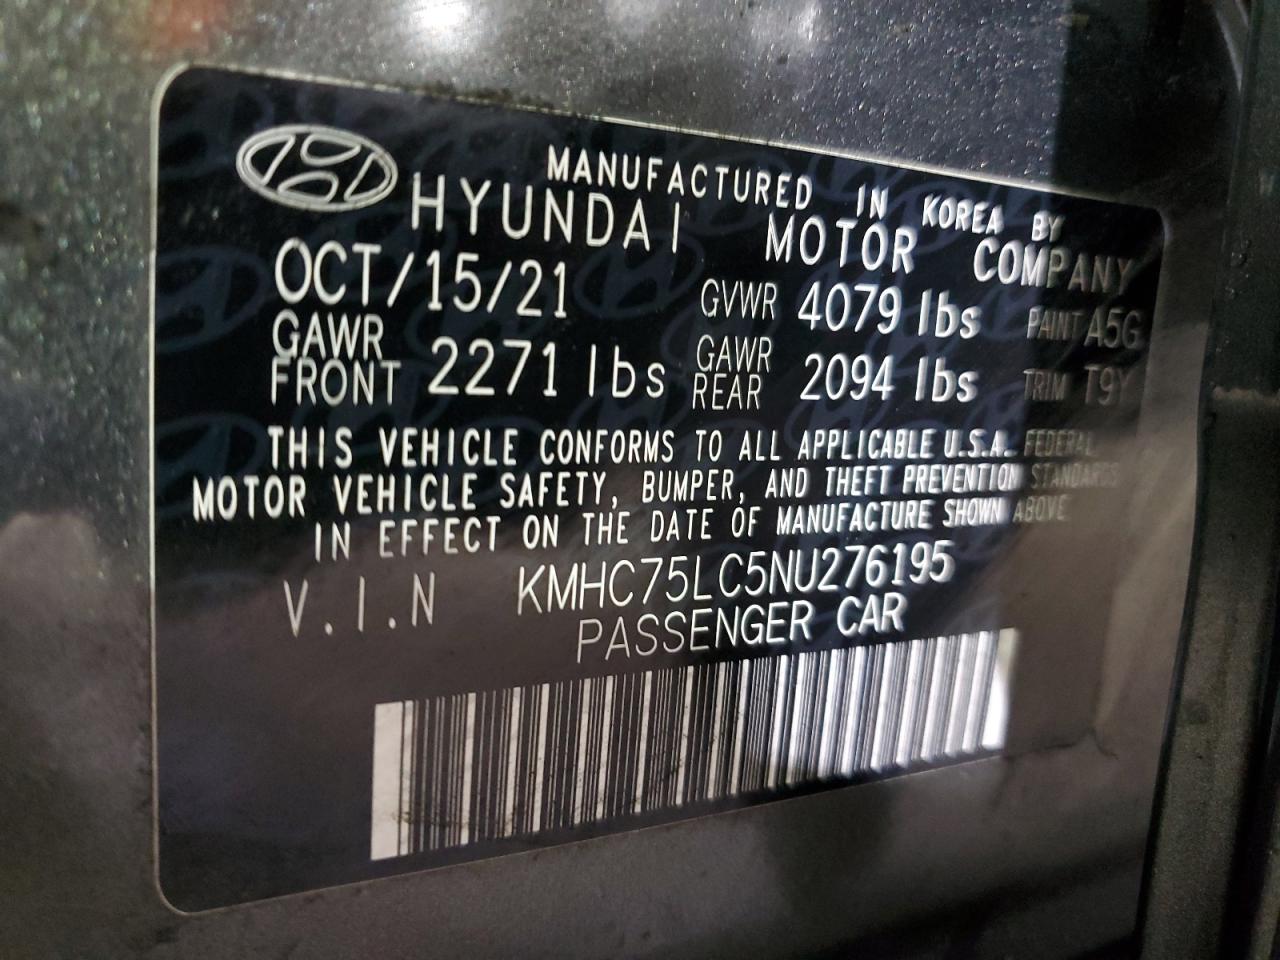 MANUFACTURED IN KOREA BY
HYUNDAI MOTOR COMPANY
OCT/15/21 GVWR 4079 lbs PAINT A5G
GAWR FRONT 2271 lbs GAWR REAR 2094 lbs TRIM T9Y
THIS VEHICLE CONFORMS TO ALL APPLICABLE U.S.A. FEDERAL
MOTOR VEHICLE SAFETY, BUMPER, AND THEFT PREVENTION STANDARDS
IN EFFECT ON THE DATE OF MANUFACTURE SHOWN ABOVE
V.I.N KMHC75LC5NU276195
PASSENGER CAR